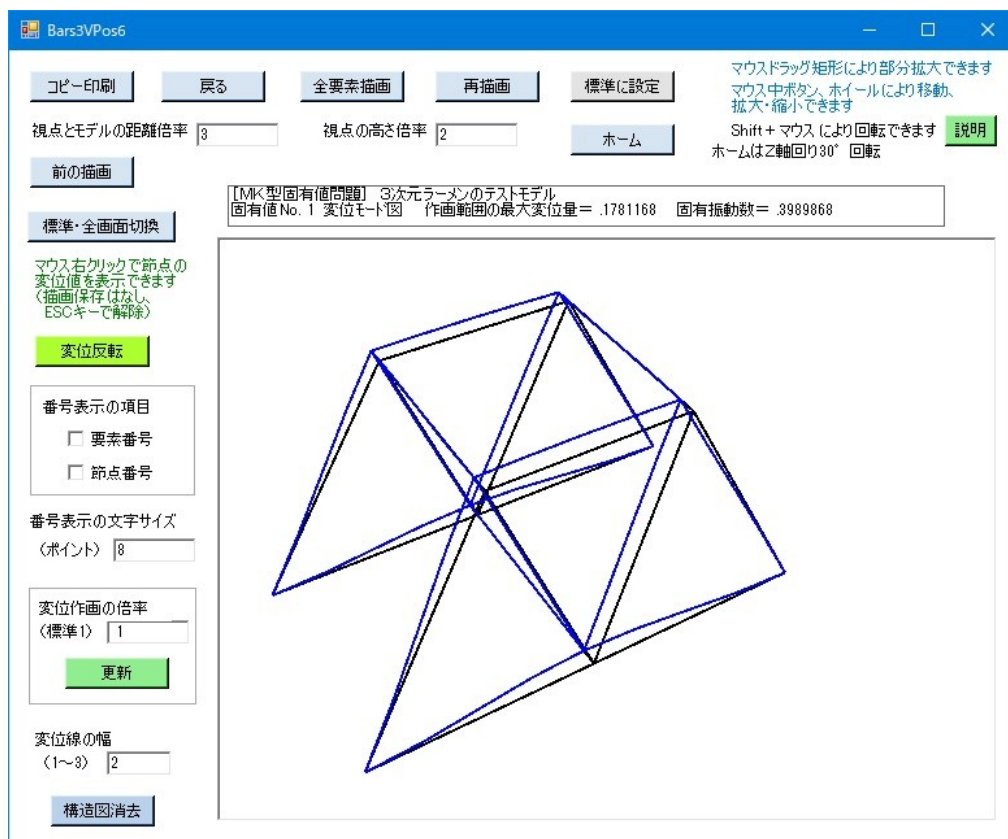 Bars3VPos6
コピー印刷
戻る
全要素描画
再描画
標準に設定
マウスドラッグ矩形により部分拡大できます
マウス中ボタン、ホイールにより移動、
拡大・縮小できます
視点とモデルの距離倍率 3
視点の高さ倍率 2
ホーム
Shift+マウスにより回転できます
説明
ホームはZ軸回り30°回転
前の描画
[MK型固有値問題] 3次元ラーメンのテストモデル
固有値No. 1 変位モード図 作画範囲の最大変位量= .1781168 固有振動数= .3989868
標準・全画面切換
マウス右クリックで節点の
変位値を表示できます
(描画保存はなし、
ESCキーで解除)
変位反転
番号表示の項目
要素番号
節点番号
番号表示の文字サイズ
(ポイント) 8
変位作画の倍率
(標準1) 1
更新
変位線の幅
(1～3) 2
構造図消去